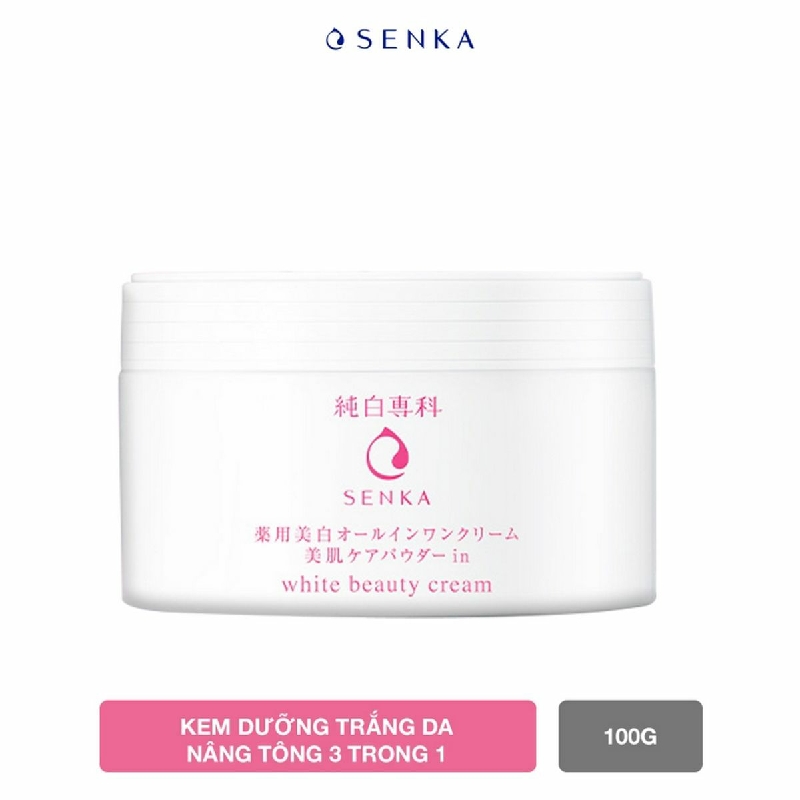 SENKA
純白専科
SENKA
薬用美白オールインワンクリーム
美肌ケアパウダー in
white beauty cream
KEM DƯỠNG TRẮNG DA
NÂNG TÔNG 3 TRONG 1
100G